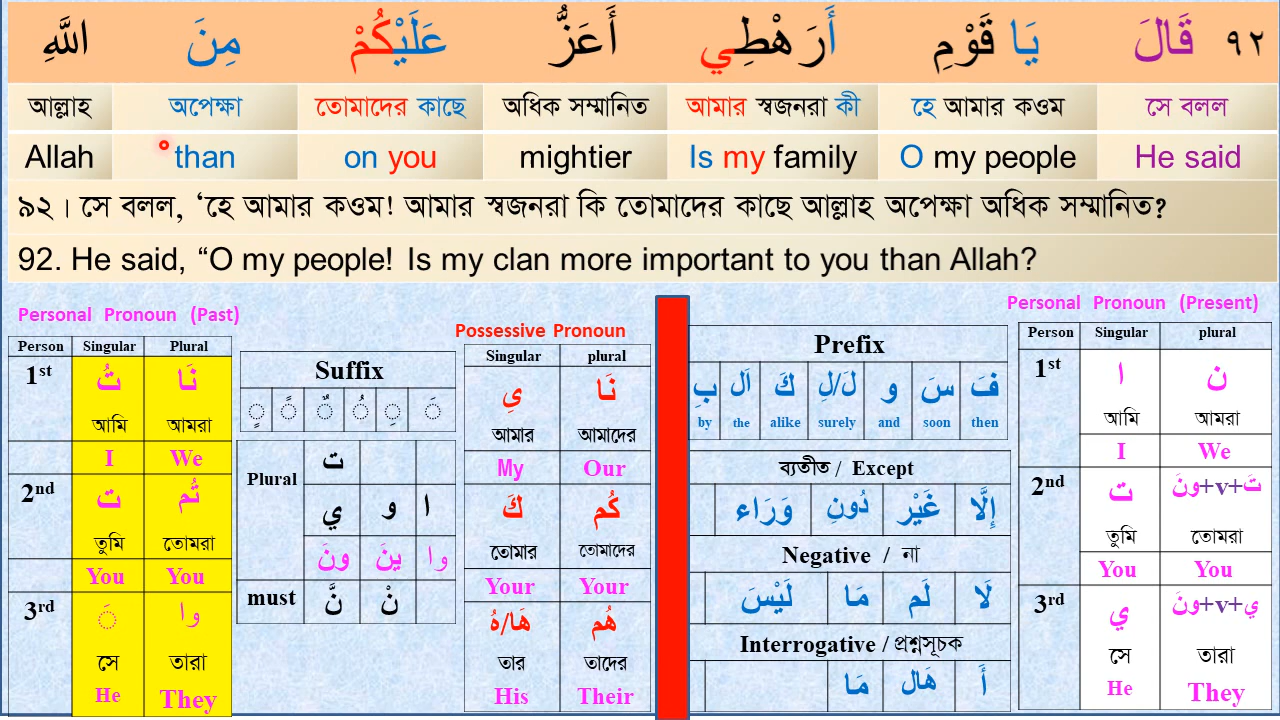 ٩٢ قَالَ يَا قَوْمِ أَرَهْطِي أَعَزُّ عَلَيْكُمْ مِنَ اللَّهِ
আল্লাহ অপেক্ষা তোমাদের কাছে অধিক সম্মানিত আমার স্বজনরা কী হে আমার কওম সে বলল
Allah than on you mightier Is my family O my people He said
৯২। সে বলল, ‘হে আমার কওম! আমার স্বজনরা কি তোমাদের কাছে আল্লাহ অপেক্ষা অধিক সম্মানিত?
92. He said, “O my people! Is my clan more important to you than Allah?
Personal Pronoun (Past)
Person Singular Plural
1st تُ نَا
আমি আমরা
I We
2nd ت تُم
তুমি তোমরা
You You
3rd َ وا
সে তারা
He They
Suffix
ٍ ً ٌ ُ ِ َ
Plural ت
ي و ا
ونَ ينَ وا
must نَّ نْ
Possessive Pronoun
Singular plural
يِ نَا
আমার আমাদের
My Our
كَ كُم
তোমার তোমাদের
Your Your
هَا/هُ هُم
তার তাদের
His Their
Prefix
بِ اَل كَ لَ/لِ و سَ فَ
by the alike surely and soon then
ব্যতীত / Except
وَرَاء دُونِ غَيْر إِلَّا
Negative / না
لَيْسَ مَا لَم لَا
Interrogative / প্রশ্নসূচক
مَا هَال أَ
Personal Pronoun (Present)
Person Singular plural
1st ا ن
আমি আমরা
I We
2nd ت تَ+v+ونَ
তুমি তোমরা
You You
3rd ي ي+v+ونَ
সে তারা
He They